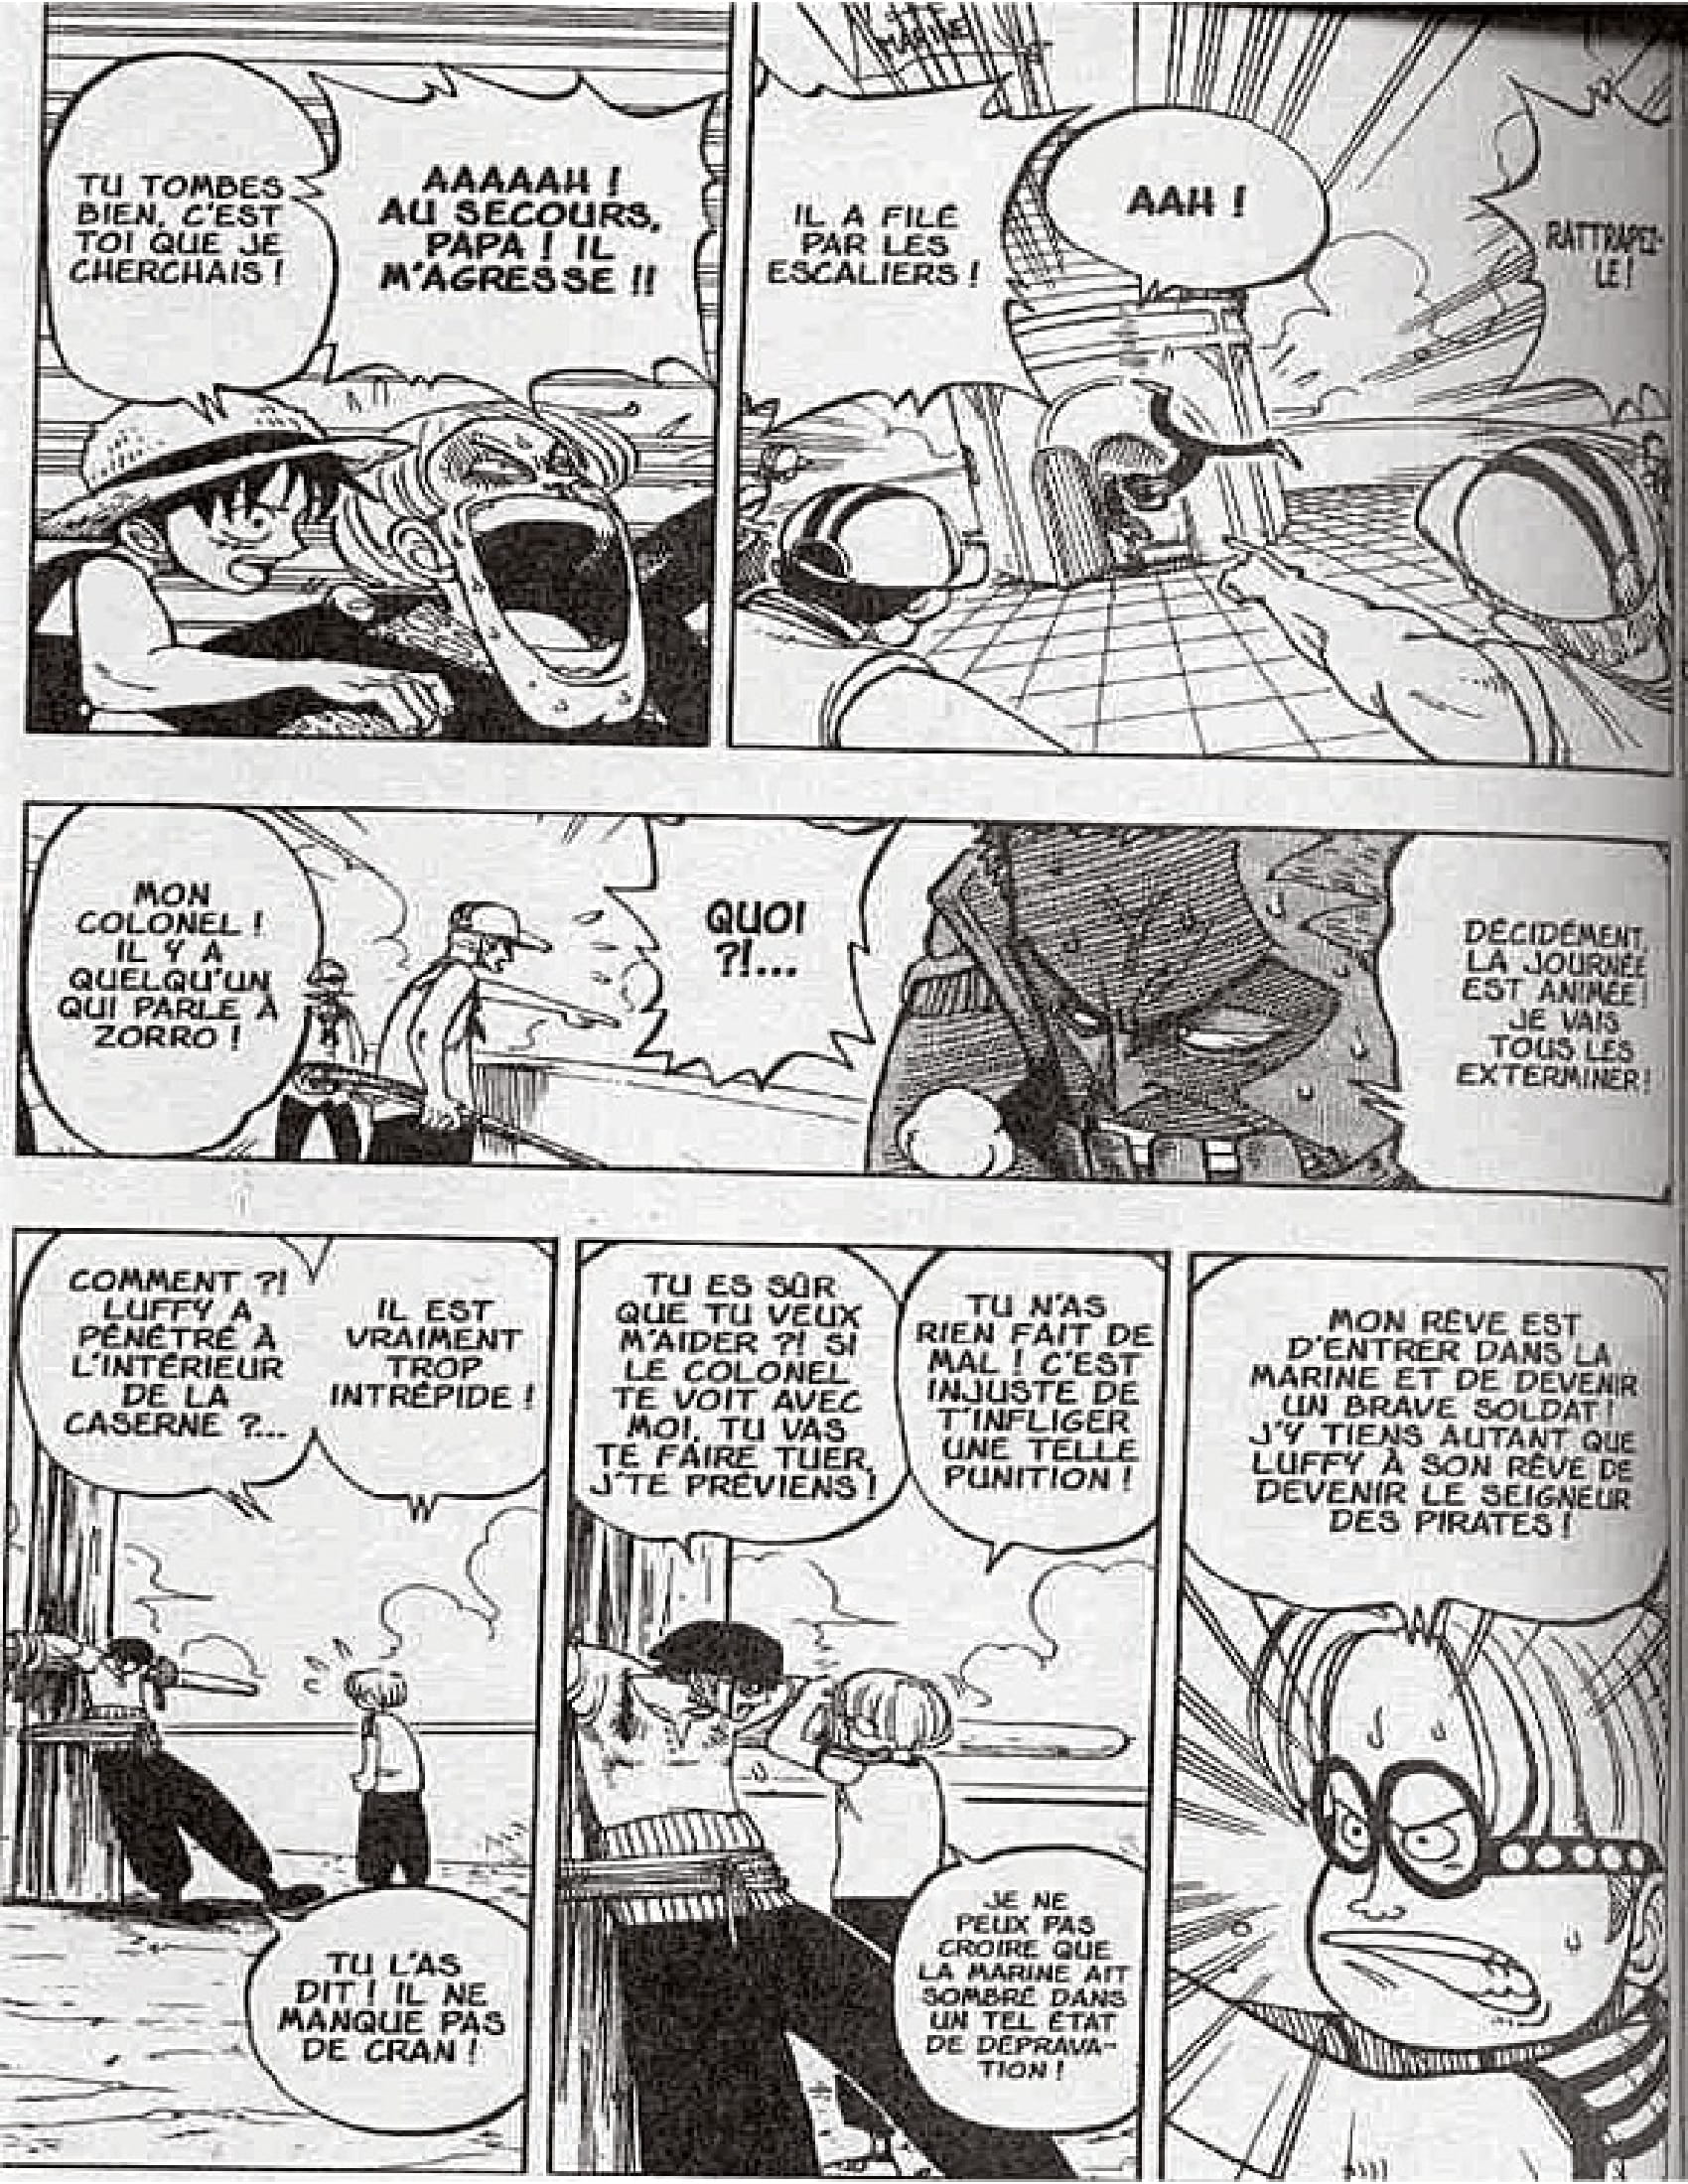 TU TOMBES
BIEN, C'EST
TOI QUE JE
CHERCHAIS !
AAAAAH !
AU SECOURS,
PAPA ! IL
M'AGRESSE !!
MARINE
IL A FILÉ
PAR LES
ESCALIERS !
AAH !
RATTRAPEZ-
LE !
MON
COLONEL !
IL Y A
QUELQU'UN
QUI PARLE À
ZORRO !
QUOI
?!...
DÉCIDÉMENT,
LA JOURNÉE
EST ANIMÉE !
JE VAIS
TOUS LES
EXTERMINER !
COMMENT ?!
LUFFY A
PÉNÉTRÉ À
L'INTÉRIEUR
DE LA
CASERNE ?...
IL EST
VRAIMENT
TROP
INTRÉPIDE !
TU L'AS
DIT ! IL NE
MANQUE PAS
DE CRAN !
TU ES SÛR
QUE TU VEUX
M'AIDER ?! SI
LE COLONEL
TE VOIT AVEC
MOI, TU VAS
TE FAIRE TUER,
J'TE PRÉVIENS !
TU N'AS
RIEN FAIT DE
MAL ! C'EST
INJUSTE DE
T'INFLIGER
UNE TELLE
PUNITION !
JE NE
PEUX PAS
CROIRE QUE
LA MARINE AIT
SOMBRÉ DANS
UN TEL ÉTAT
DE DÉPRAVA-
TION !
MON RÊVE EST
D'ENTRER DANS LA
MARINE ET DE DEVENIR
UN BRAVE SOLDAT !
J'Y TIENS AUTANT QUE
LUFFY À SON RÊVE DE
DEVENIR LE SEIGNEUR
DES PIRATES !